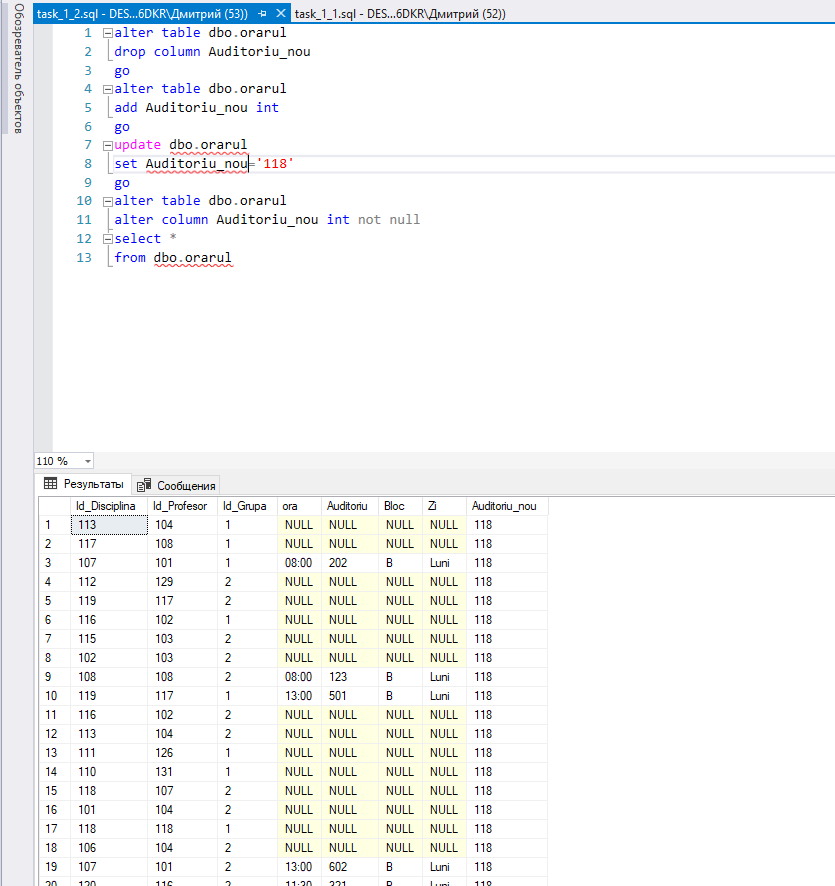 Обозреватель объектов
task_1_2.sql - DES...6DKR\Дмитрий (53)) task_1_1.sql - DES...6DKR\Дмитрий (52))
1 alter table dbo.orarul
2 drop column Auditoriu_nou
3 go
4 alter table dbo.orarul
5 add Auditoriu_nou int
6 go
7 update dbo.orarul
8 set Auditoriu_nou='118'
9 go
10 alter table dbo.orarul
11 alter column Auditoriu_nou int not null
12 select *
13 from dbo.orarul
110 %
Результаты Сообщения
Id_Disciplina Id_Profesor Id_Grupa ora Auditoriu Bloc Zi Auditoriu_nou
1 113 104 1 NULL NULL NULL NULL 118
2 117 108 1 NULL NULL NULL NULL 118
3 107 101 1 08:00 202 B Luni 118
4 112 129 2 NULL NULL NULL NULL 118
5 119 117 2 NULL NULL NULL NULL 118
6 116 102 1 NULL NULL NULL NULL 118
7 115 103 2 NULL NULL NULL NULL 118
8 102 103 2 NULL NULL NULL NULL 118
9 108 108 2 08:00 123 B Luni 118
10 119 117 1 13:00 501 B Luni 118
11 116 102 2 NULL NULL NULL NULL 118
12 113 104 2 NULL NULL NULL NULL 118
13 111 126 1 NULL NULL NULL NULL 118
14 110 131 1 NULL NULL NULL NULL 118
15 118 107 2 NULL NULL NULL NULL 118
16 101 104 2 NULL NULL NULL NULL 118
17 118 118 1 NULL NULL NULL NULL 118
18 106 104 2 NULL NULL NULL NULL 118
19 107 101 2 13:00 602 B Luni 118
20 120 116 2 11:30 221 B Luni 118